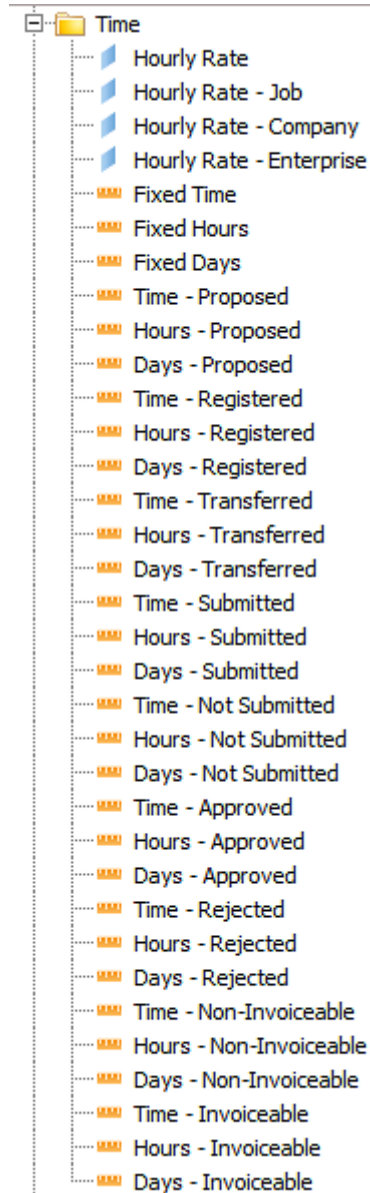 Time
Hourly Rate
Hourly Rate - Job
Hourly Rate - Company
Hourly Rate - Enterprise
Fixed Time
Fixed Hours
Fixed Days
Time - Proposed
Hours - Proposed
Days - Proposed
Time - Registered
Hours - Registered
Days - Registered
Time - Transferred
Hours - Transferred
Days - Transferred
Time - Submitted
Hours - Submitted
Days - Submitted
Time - Not Submitted
Hours - Not Submitted
Days - Not Submitted
Time - Approved
Hours - Approved
Days - Approved
Time - Rejected
Hours - Rejected
Days - Rejected
Time - Non-Invoiceable
Hours - Non-Invoiceable
Days - Non-Invoiceable
Time - Invoiceable
Hours - Invoiceable
Days - Invoiceable